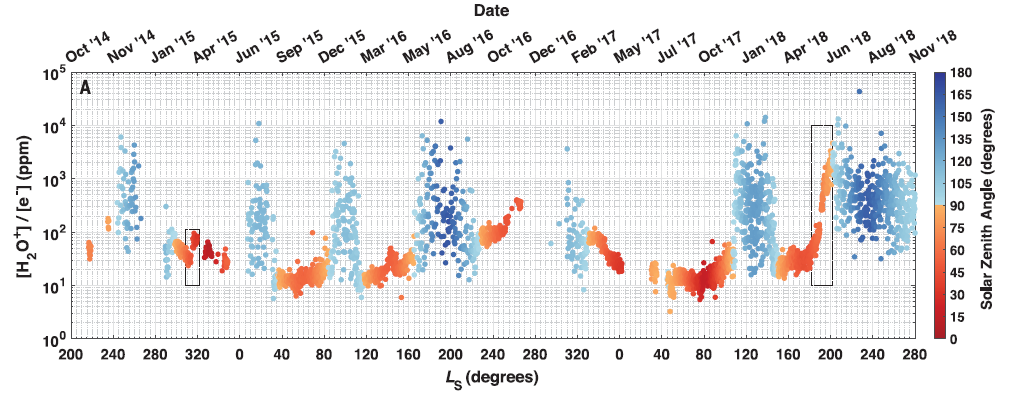 Date
Oct '14 Nov '14 Jan '15 Apr '15 Jun '15 Sep '15 Dec '15 Mar '16 May '16 Aug '16 Oct '16 Dec '16 Feb '17 May '17 Jul '17 Oct '17 Jan '18 Apr '18 Jun '18 Aug '18 Nov '18
A
[H₂O⁺] / [e⁻] (ppm)
10⁵
10⁴
10³
10²
10¹
10⁰
200 240 280 320 0 40 80 120 160 200 240 280 320 0 40 80 120 160 200 240 280
L_S (degrees)
180
165
150
135
120
105
90
75
60
45
30
15
0
Solar Zenith Angle (degrees)